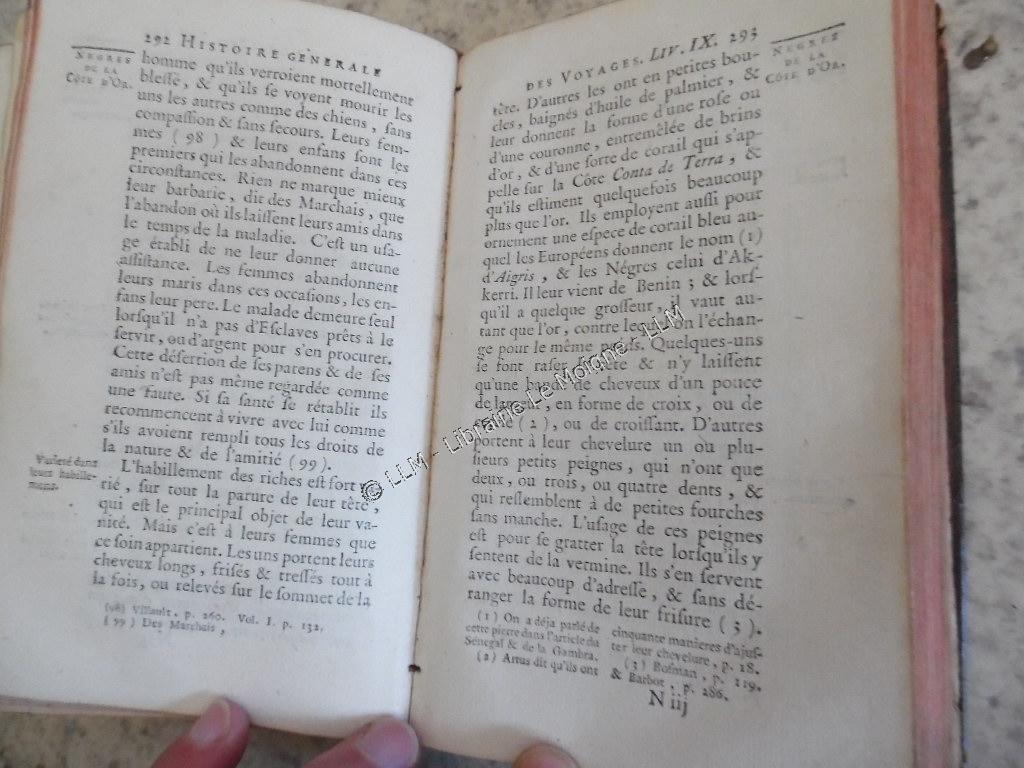 292 HISTOIRE GÉNÉRALE
NEGRES
DE LA
CÔTE D'OR.
homme qu'ils verroient mortellement
blessé, & qu'ils se voyent mourir les
uns les autres comme des chiens, sans
compassion & sans secours. Leurs fem-
mes (98) & leurs enfans sont les
premiers qui les abandonnent dans ces
circonstances. Rien ne marque mieux
leur barbarie, dit des Marchais, que
l'abandon où ils laissent leurs amis dans
le temps de la maladie. C'est un usa-
ge établi de ne leur donner aucune
assistance. Les femmes abandonnent
leurs maris dans ces occasions, les en-
fans leur pere. Le malade demeure seul
lorsqu'il n'a pas d'Esclaves prêts à le
servir, ou d'argent pour s'en procurer.
Cette désertion de ses parens & de ses
amis n'est pas même regardée comme
une faute. Si sa santé se rétablit ils
recommencent à vivre avec lui comme
s'ils avoient rempli tous les droits de
la nature & de l'amitié (99).
Varieté dans
leurs habille-
mens.
L'habillement des riches est fort va-
rié, sur tout la parure de leur tête,
qui est le principal objet de leur va-
nité. Mais c'est à leurs femmes que
ce soin appartient. Les uns portent leurs
cheveux longs, frisés & tressés tout à
la fois, ou relevés sur le sommet de la
(98) Villault, p. 260. Vol. I. p. 132,
(99) Des Marchais,
DES VOYAGES. LIV. IX. 293
NEGRES
DE LA
CÔTE D'OR.
tête. D'autres les ont en petites bou-
cles, baignés d'huile de palmier, &
leur donnent la forme d'une rose ou
d'une couronne, entremêlée de brins
d'or, & d'une sorte de corail qui s'ap-
pelle sur la Côte Conta de Terra, &
qu'ils estiment quelquefois beaucoup
plus que l'or. Ils employent aussi pour
ornement une espece de corail bleu au-
quel les Européens donnent le nom (1)
d'Aigris, & les Négres celui d'Ak-
kerri. Il leur vient de Benin; & lors-
qu'il a quelque grosseur, il vaut au-
tant que l'or, contre lequel on l'échan-
ge pour le même poids. Quelques-uns
se font raser la tête & n'y laissent
qu'une bande de cheveux d'un pouce
de largeur, en forme de croix, ou de
(2), ou de croissant. D'autres
portent à leur chevelure un ou plu-
sieurs petits peignes, qui n'ont que
deux, ou trois, ou quatre dents, &
qui ressemblent à de petites fourches
sans manche. L'usage de ces peignes
est pour se gratter la tête lorsqu'ils y
sentent de la vermine. Ils s'en servent
avec beaucoup d'adresse, & sans dé-
ranger la forme de leur frisure (3).
(1) On a déja parlé de
cette pierre dans l'article du
Sénégal & de la Gambra.
(2) Artus dit qu'ils ont
cinquante manieres d'ajus-
ter leur chevelure, p. 18.
(3) Bosman, p. 119.
& Barbot, p. 286.
N iij
© LLM - Librairie Le Moigne - LLM